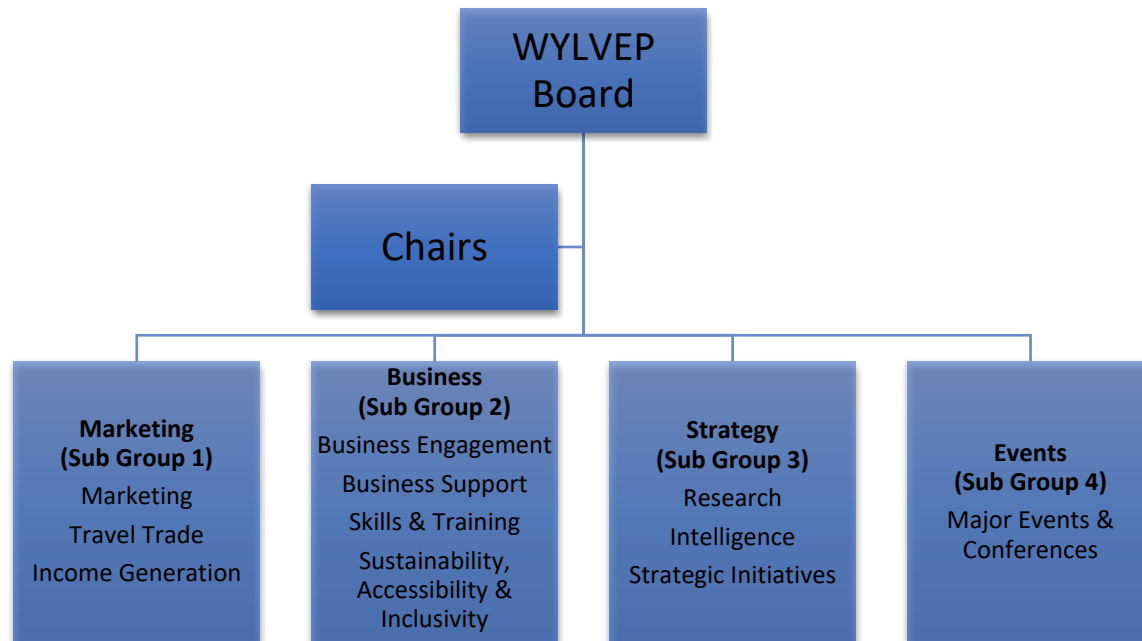 WYLVEP
Board
Chairs
Marketing
(Sub Group 1)
Marketing
Travel Trade
Income Generation
Business
(Sub Group 2)
Business Engagement
Business Support
Skills & Training
Sustainability,
Accessibility &
Inclusivity
Strategy
(Sub Group 3)
Research
Intelligence
Strategic Initiatives
Events
(Sub Group 4)
Major Events &
Conferences